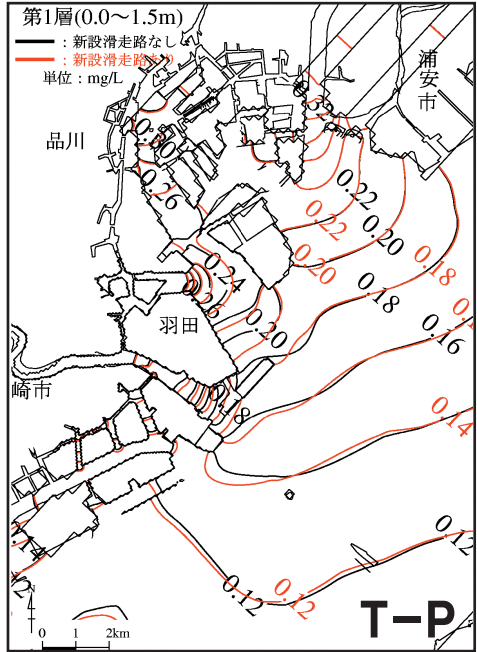 第1層(0.0～1.5m)
：新設滑走路なし
：新設滑走路あり
単位：mg/L
浦安市
品川
0.26
0.22
0.22
0.20
0.20
0.18
0.24
0.18
0.20
羽田
0.16
崎市
0.18
0.14
0.12
0.12
0.12
0.12
T-P
0 1 2km